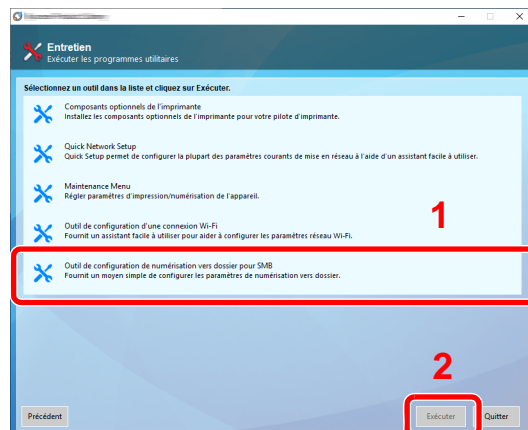 Entretien
Exécuter les programmes utilitaires
Sélectionnez un outil dans la liste et cliquez sur Exécuter.
Composants optionnels de l'imprimante
Installez les composants optionnels de l'imprimante pour votre pilote d'imprimante.
Quick Network Setup
Quick Setup permet de configurer la plupart des paramètres courants de mise en réseau à l'aide d'un assistant facile à utiliser.
Maintenance Menu
Régler paramètres d'impression/numérisation de l'appareil.
1
Outil de configuration d'une connexion Wi-Fi
Fournit un assistant facile à utiliser pour aider à configurer les paramètres réseau Wi-Fi.
Outil de configuration de numérisation vers dossier pour SMB
Fournit un moyen simple de configurer les paramètres de numérisation vers dossier.
2
Précédent
Exécuter
Quitter